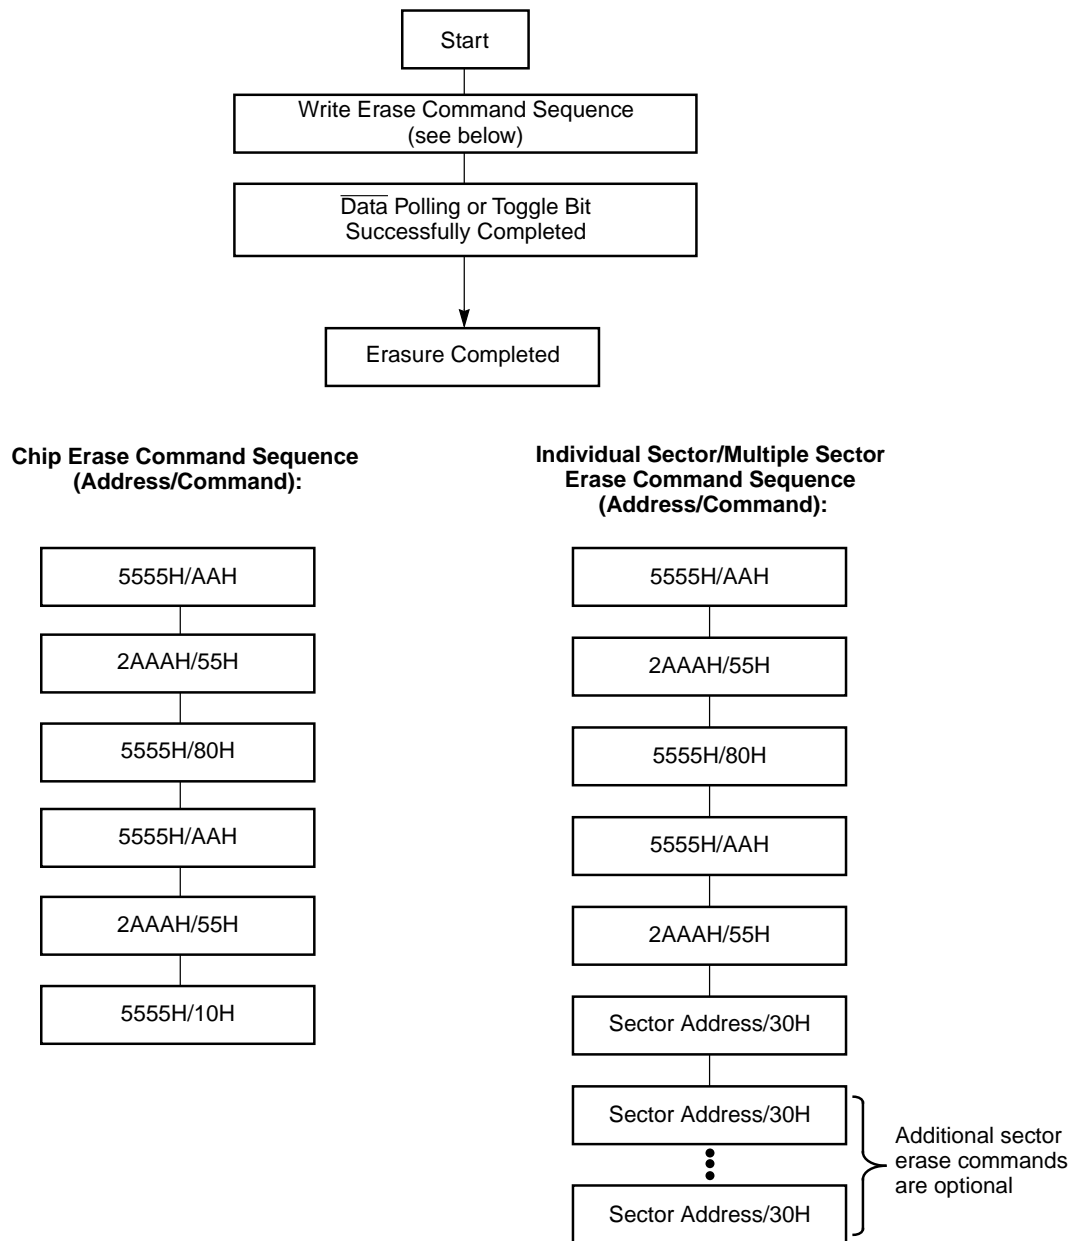 Start
Write Erase Command Sequence
(see below)
Data Polling or Toggle Bit
Successfully Completed
Erasure Completed
Chip Erase Command Sequence
(Address/Command):
5555H/AAH
2AAAH/55H
5555H/80H
5555H/AAH
2AAAH/55H
5555H/10H
Individual Sector/Multiple Sector
Erase Command Sequence
(Address/Command):
5555H/AAH
2AAAH/55H
5555H/80H
5555H/AAH
2AAAH/55H
Sector Address/30H
Sector Address/30H
Sector Address/30H
Additional sector
erase commands
are optional